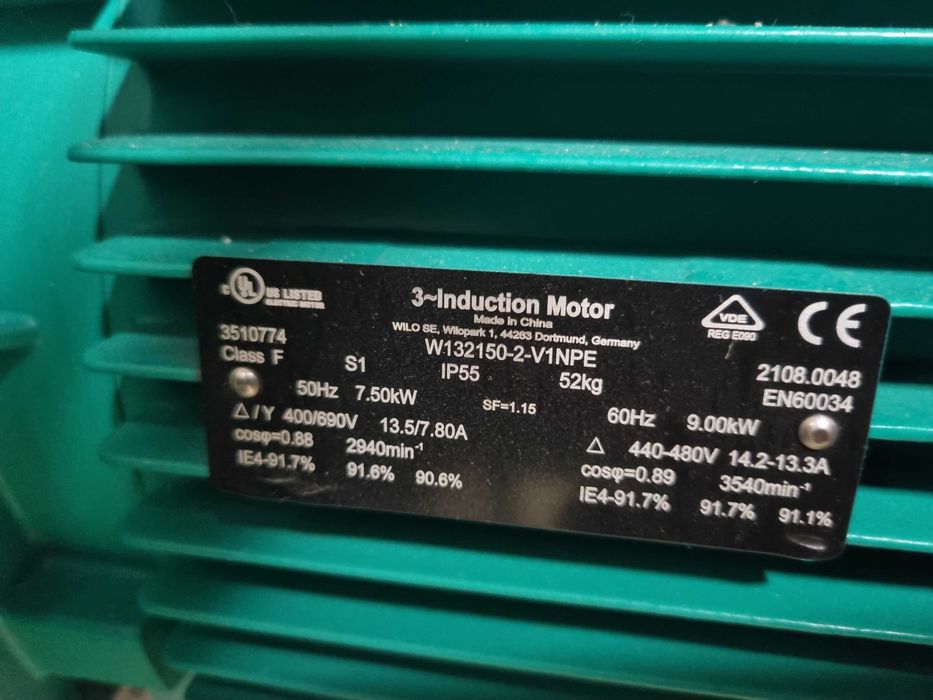 C UL US LISTED
ELECTRIC MOTOR
3~Induction Motor
Made in China
WILO SE, Wilopark 1, 44263 Dortmund, Germany
VDE
REG E090
CE
3510774
W132150-2-V1NPE
2108.0048
Class F
S1
IP55
52kg
EN60034
50Hz 7.50kW
SF=1.15
60Hz 9.00kW
△/Y 400/690V 13.5/7.80A
△ 440-480V 14.2-13.3A
cosφ=0.88 2940min⁻¹
cosφ=0.89 3540min⁻¹
IE4-91.7% 91.6% 90.6%
IE4-91.7% 91.7% 91.1%